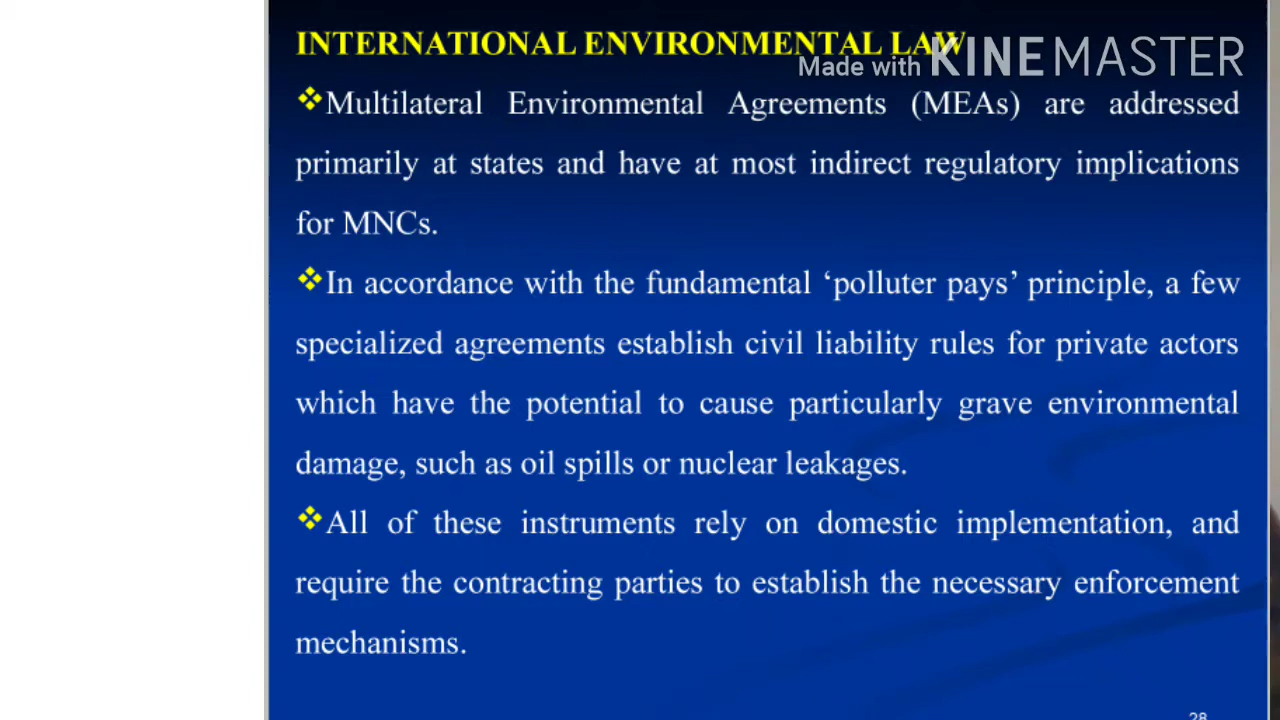 INTERNATIONAL ENVIRONMENTAL LAW
Made with KINEMASTER
❖Multilateral Environmental Agreements (MEAs) are addressed
primarily at states and have at most indirect regulatory implications
for MNCs.
❖In accordance with the fundamental ‘polluter pays’ principle, a few
specialized agreements establish civil liability rules for private actors
which have the potential to cause particularly grave environmental
damage, such as oil spills or nuclear leakages.
❖All of these instruments rely on domestic implementation, and
require the contracting parties to establish the necessary enforcement
mechanisms.
28